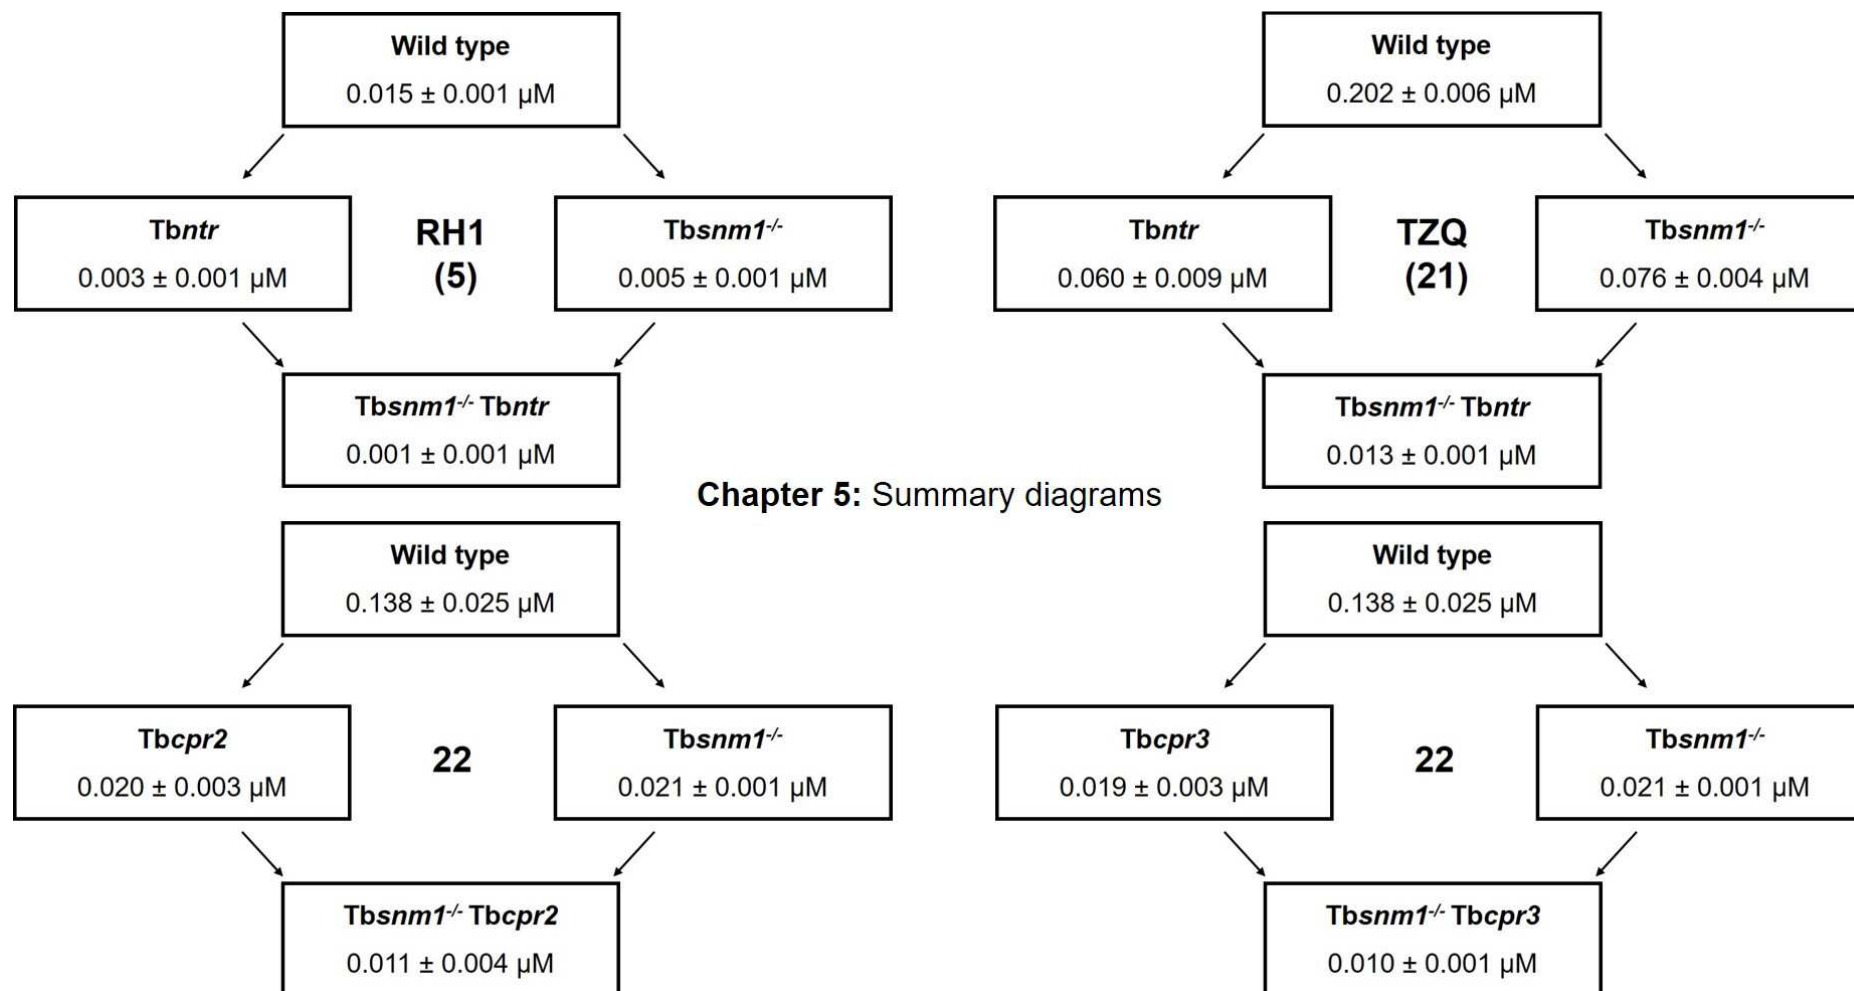 Wild type
0.015 ± 0.001 µM
Tbntr
0.003 ± 0.001 µM
RH1
(5)
Tbsnm1-/-
0.005 ± 0.001 µM
Tbsnm1-/- Tbntr
0.001 ± 0.001 µM
Wild type
0.202 ± 0.006 µM
Tbntr
0.060 ± 0.009 µM
TZQ
(21)
Tbsnm1-/-
0.076 ± 0.004 µM
Tbsnm1-/- Tbntr
0.013 ± 0.001 µM
Chapter 5: Summary diagrams
Wild type
0.138 ± 0.025 µM
Tbcpr2
0.020 ± 0.003 µM
22
Tbsnm1-/-
0.021 ± 0.001 µM
Tbsnm1-/- Tbcpr2
0.011 ± 0.004 µM
Wild type
0.138 ± 0.025 µM
Tbcpr3
0.019 ± 0.003 µM
22
Tbsnm1-/-
0.021 ± 0.001 µM
Tbsnm1-/- Tbcpr3
0.010 ± 0.001 µM